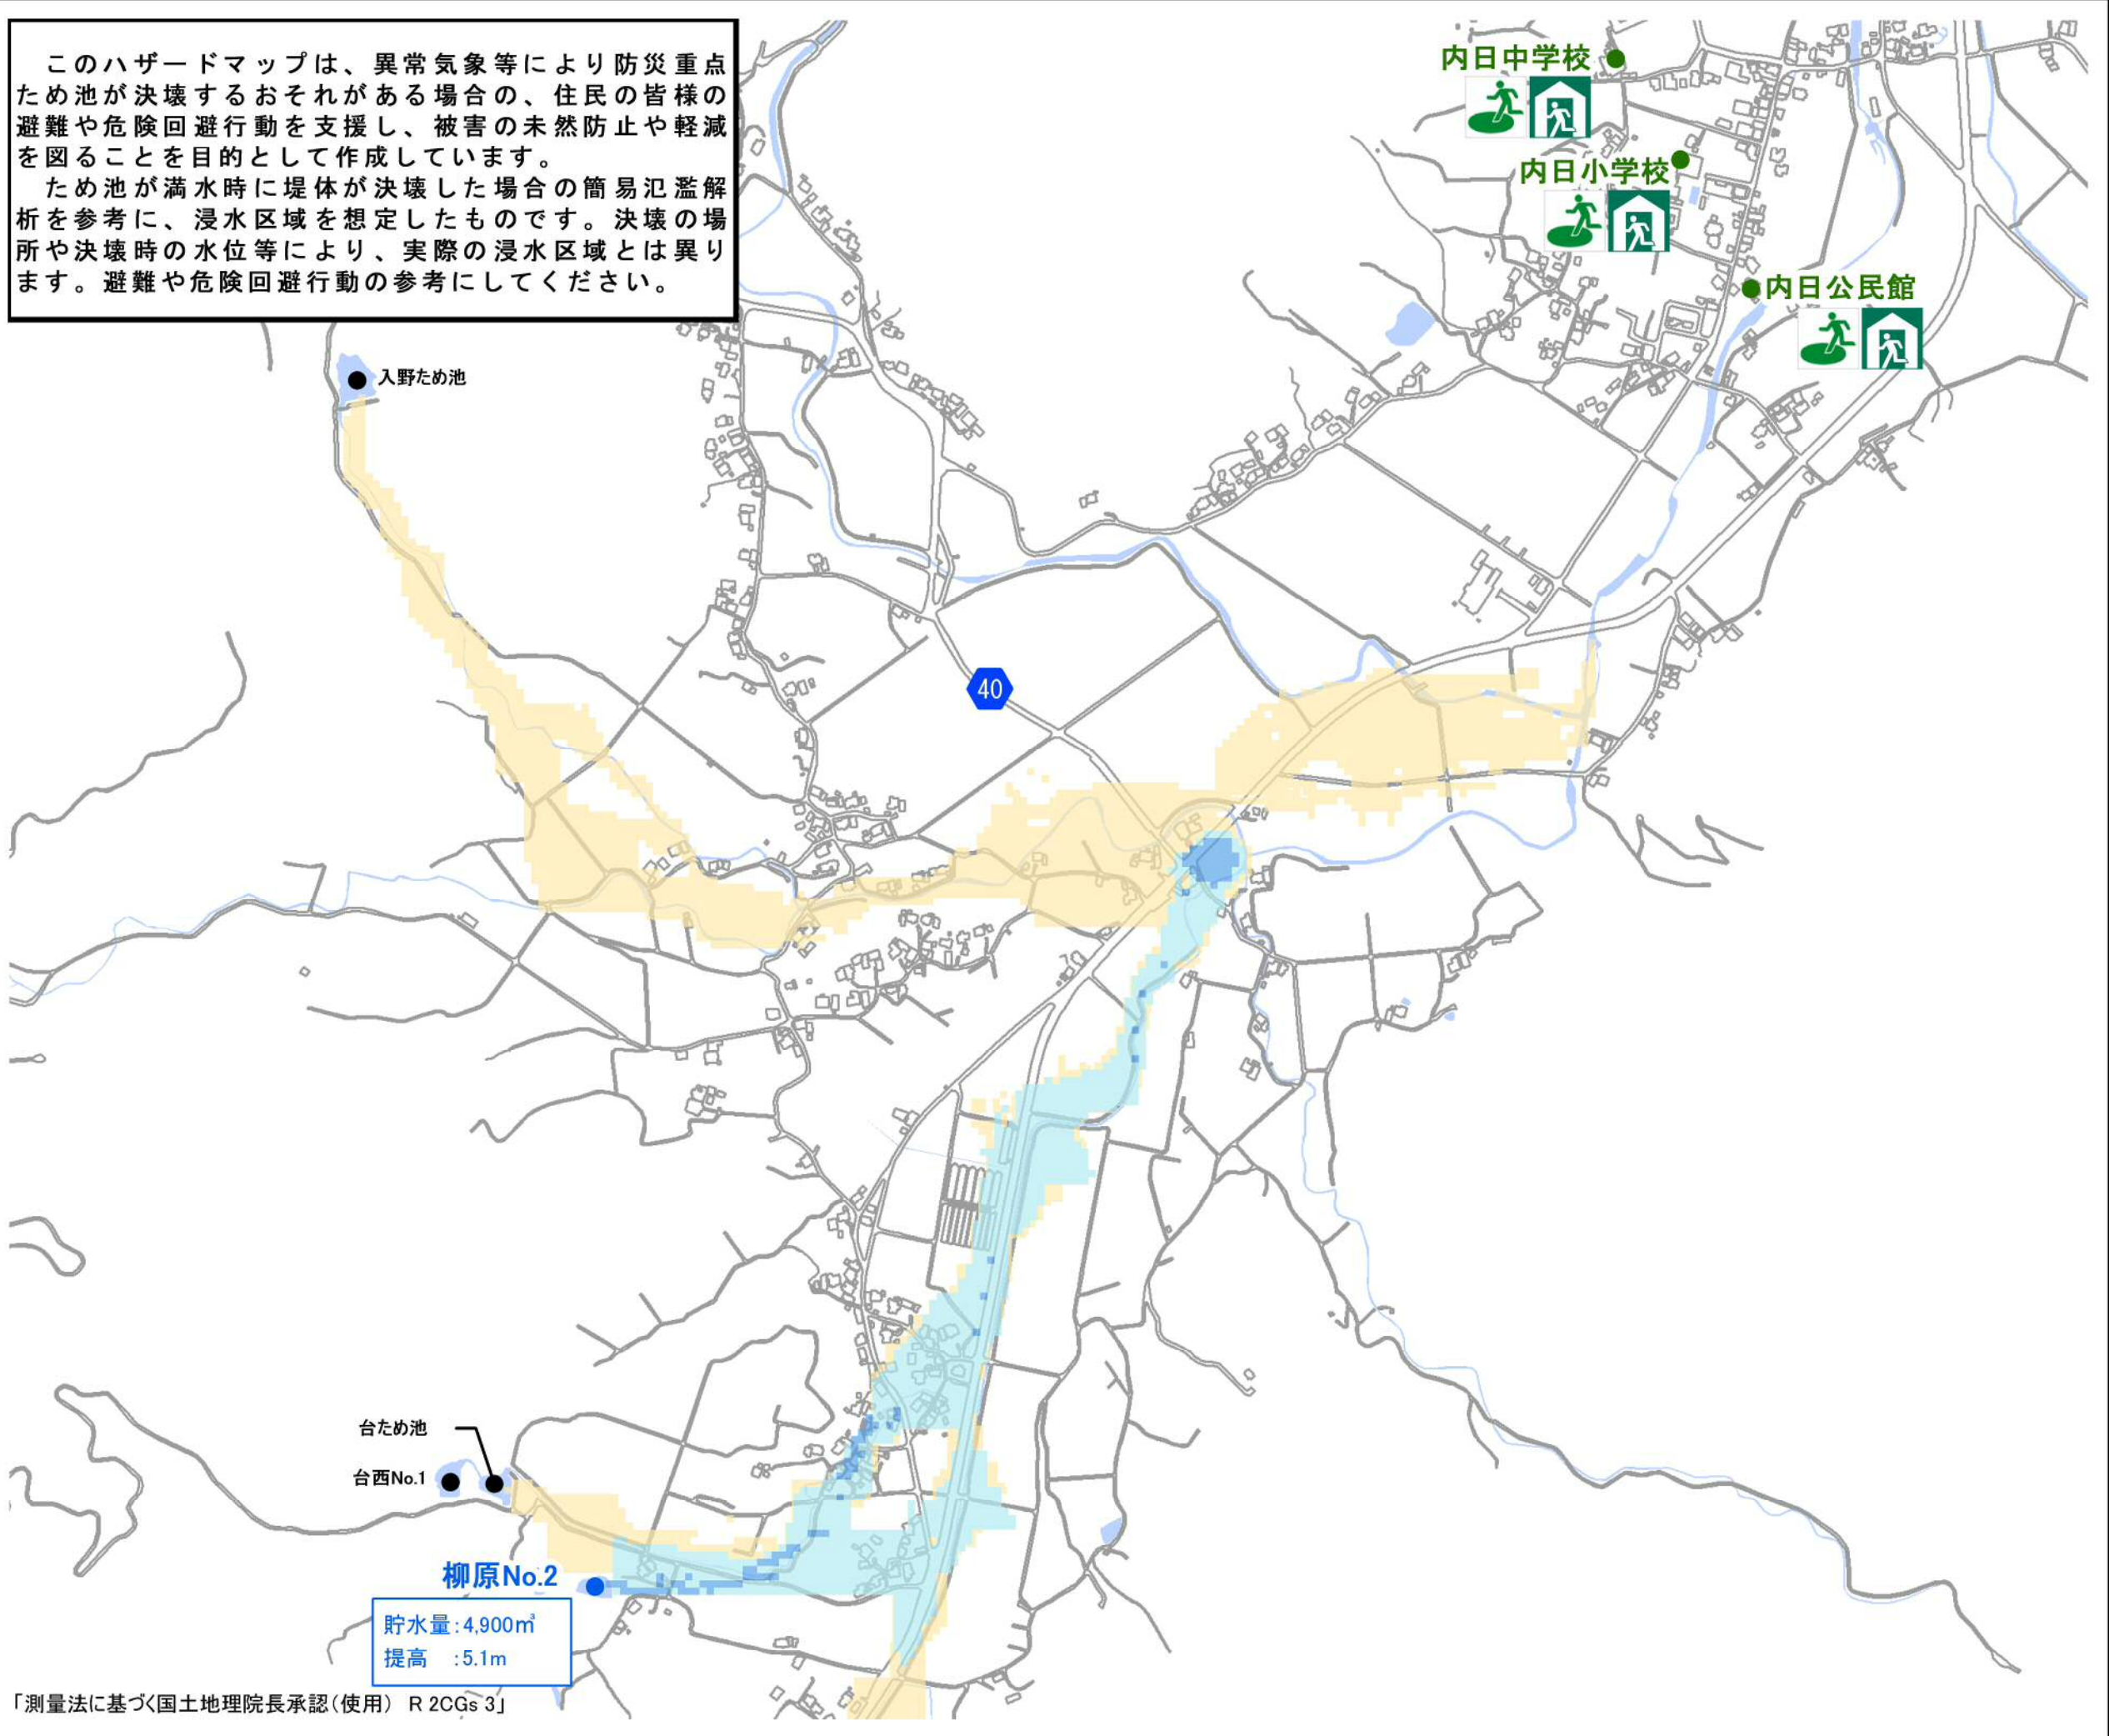 このハザードマップは、異常気象等により防災重点
ため池が決壊するおそれがある場合の、住民の皆様の
避難や危険回避行動を支援し、被害の未然防止や軽減
を図ることを目的として作成しています。
ため池が満水時に堤体が決壊した場合の簡易氾濫解
析を参考に、浸水区域を想定したものです。決壊の場
所や決壊時の水位等により、実際の浸水区域とは異り
ます。避難や危険回避行動の参考にしてください。
内日中学校
内日小学校
内日公民館
入野ため池
40
台ため池
台西No.1
柳原No.2
貯水量:4,900㎥
提高 :5.1m
「測量法に基づく国土地理院長承認(使用) R 2CGs 3」